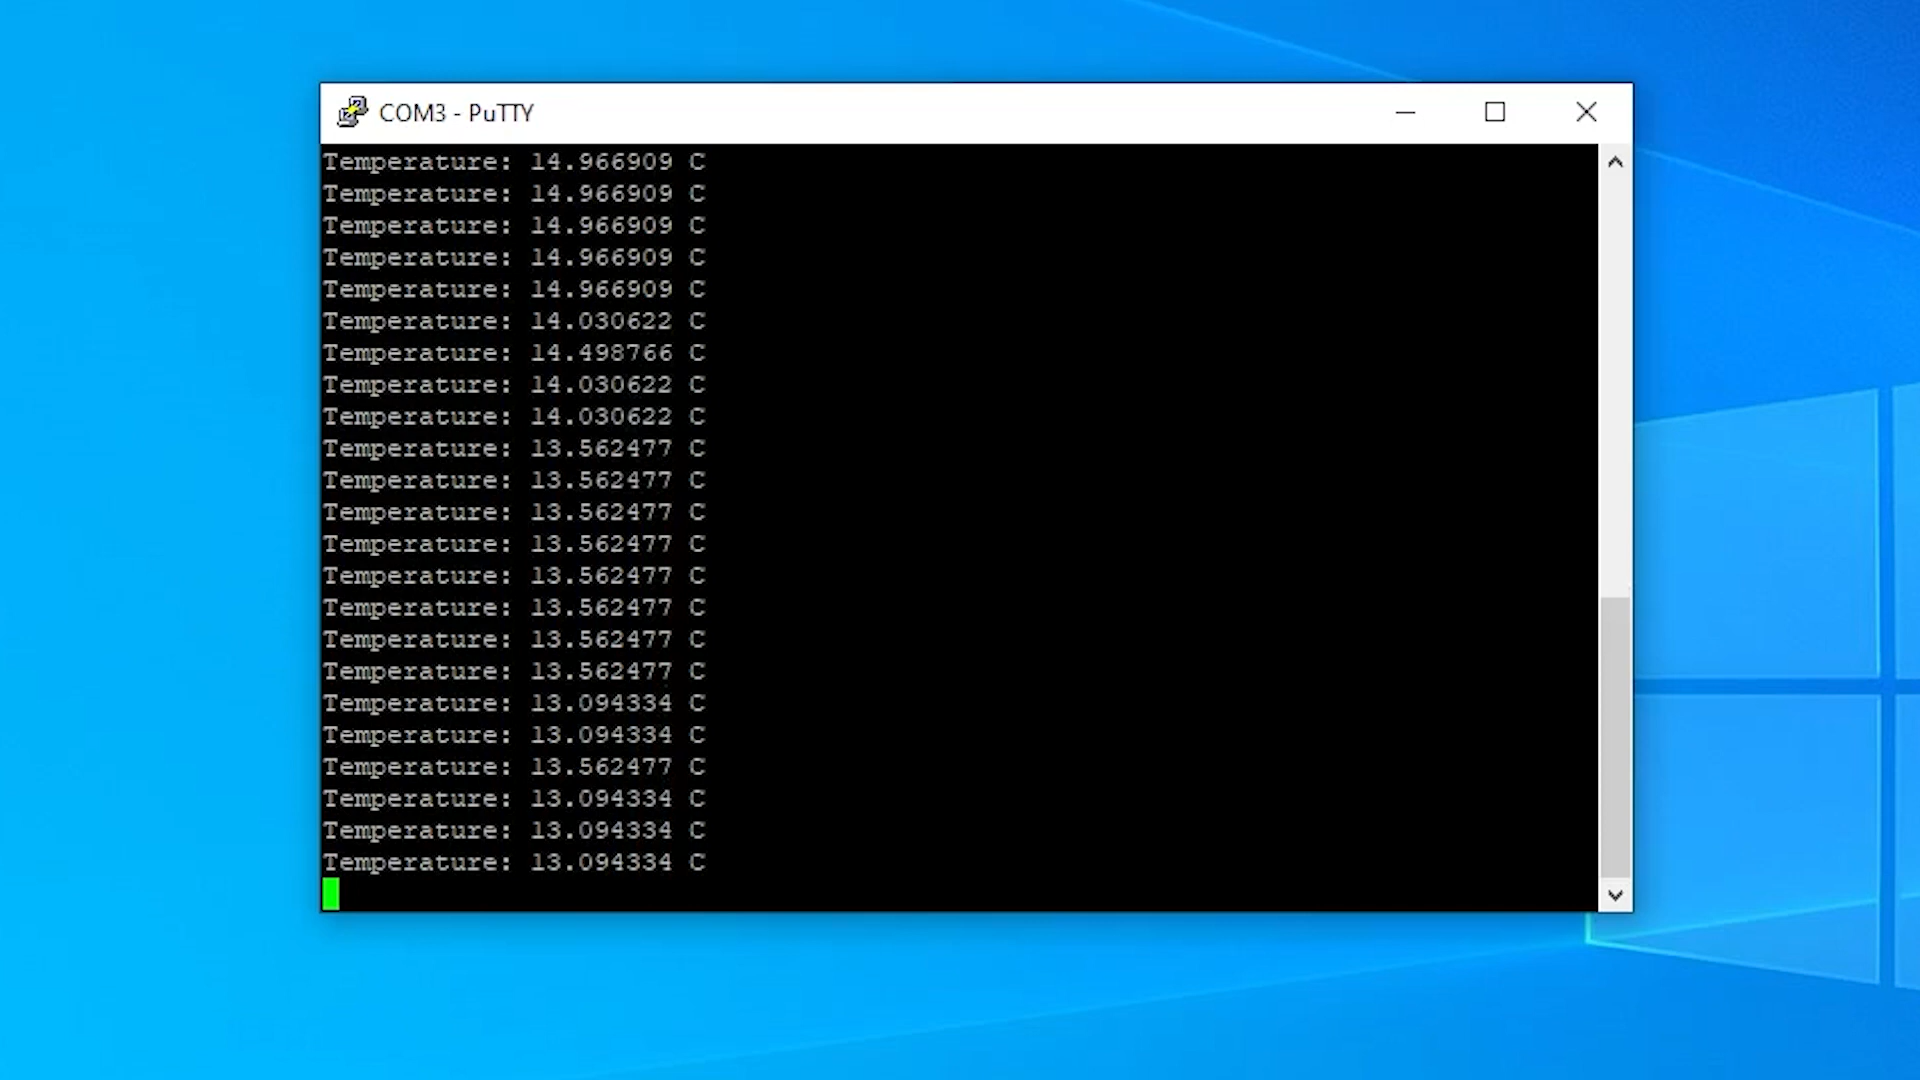 COM3 - PuTTY
Temperature: 14.966909 C
Temperature: 14.966909 C
Temperature: 14.966909 C
Temperature: 14.966909 C
Temperature: 14.966909 C
Temperature: 14.030622 C
Temperature: 14.498766 C
Temperature: 14.030622 C
Temperature: 14.030622 C
Temperature: 13.562477 C
Temperature: 13.562477 C
Temperature: 13.562477 C
Temperature: 13.562477 C
Temperature: 13.562477 C
Temperature: 13.562477 C
Temperature: 13.562477 C
Temperature: 13.562477 C
Temperature: 13.094334 C
Temperature: 13.094334 C
Temperature: 13.562477 C
Temperature: 13.094334 C
Temperature: 13.094334 C
Temperature: 13.094334 C